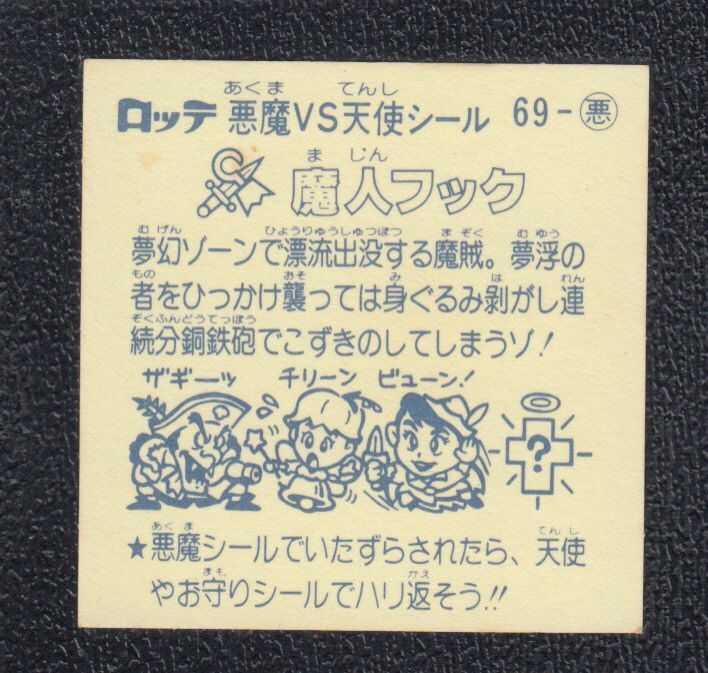 あくま てんし
ロッテ 悪魔VS天使シール 69-悪
ま じん
魔人フック
む げん ひょうりゅうしゅつぼつ ま ぞく む ゆう
夢幻ゾーンで漂流出没する魔賊。夢浮の
もの おそ み は れん
者をひっかけ襲っては身ぐるみ剥がし連
ぞくふんどうてっぽう
続分銅鉄砲でこずきのしてしまうゾ!
ザギーッ チリーン ビューン!
?
あく ま てん し
★悪魔シールでいたずらされたら、天使
まも かえ
やお守りシールでハリ返そう!!